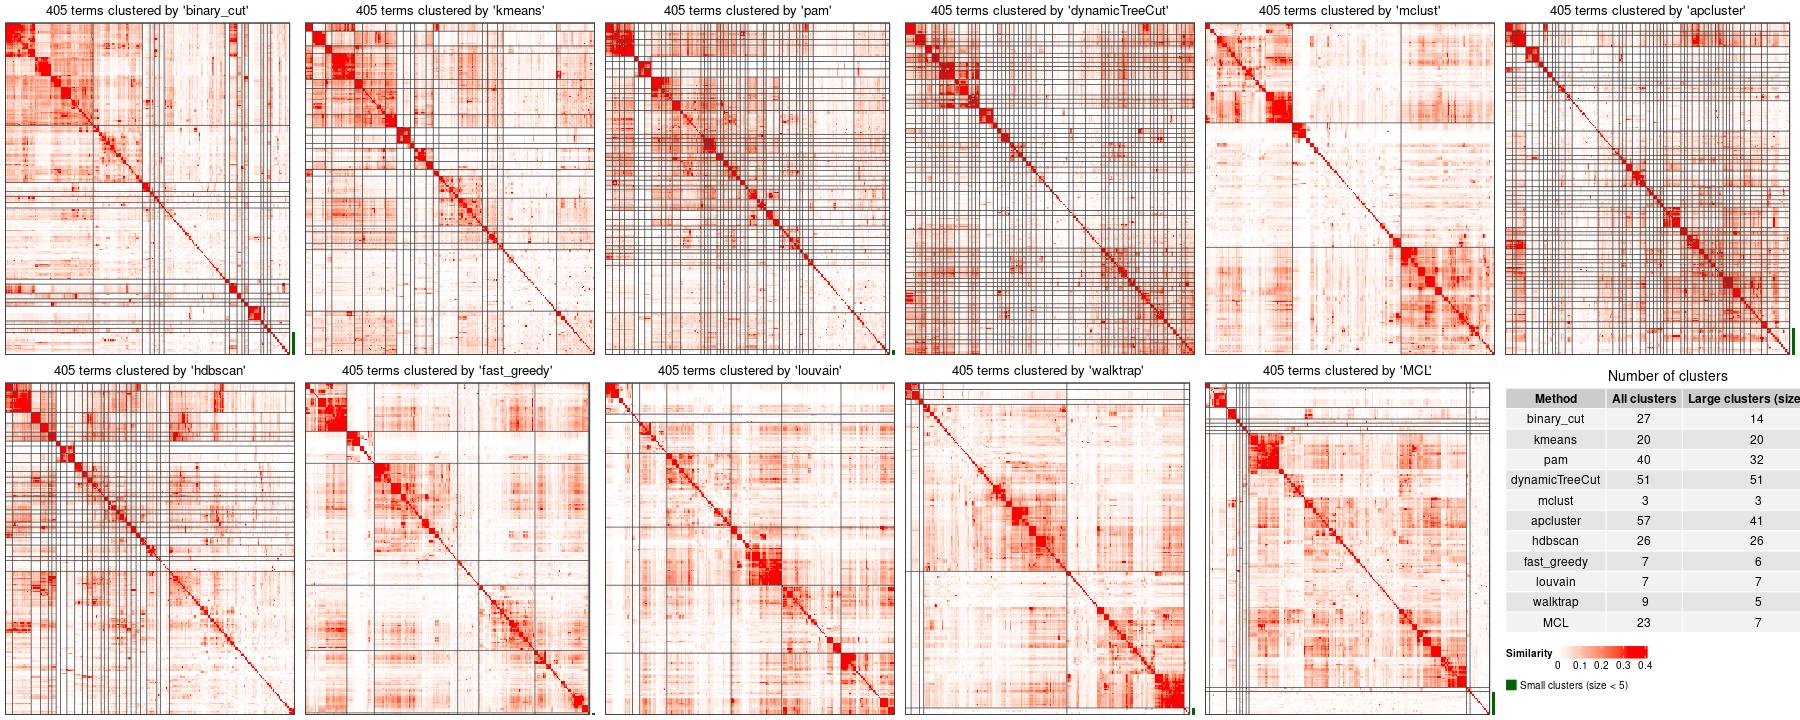 405 terms clustered by 'binary_cut'
405 terms clustered by 'kmeans'
405 terms clustered by 'pam'
405 terms clustered by 'dynamicTreeCut'
405 terms clustered by 'mclust'
405 terms clustered by 'apcluster'
405 terms clustered by 'hdbscan'
405 terms clustered by 'fast_greedy'
405 terms clustered by 'louvain'
405 terms clustered by 'walktrap'
405 terms clustered by 'MCL'
Number of clusters
Method All clusters Large clusters (size
binary_cut 27 14
kmeans 20 20
pam 40 32
dynamicTreeCut 51 51
mclust 3 3
apcluster 57 41
hdbscan 26 26
fast_greedy 7 6
louvain 7 7
walktrap 9 5
MCL 23 7
Similarity
0 0.1 0.2 0.3 0.4
Small clusters (size < 5)